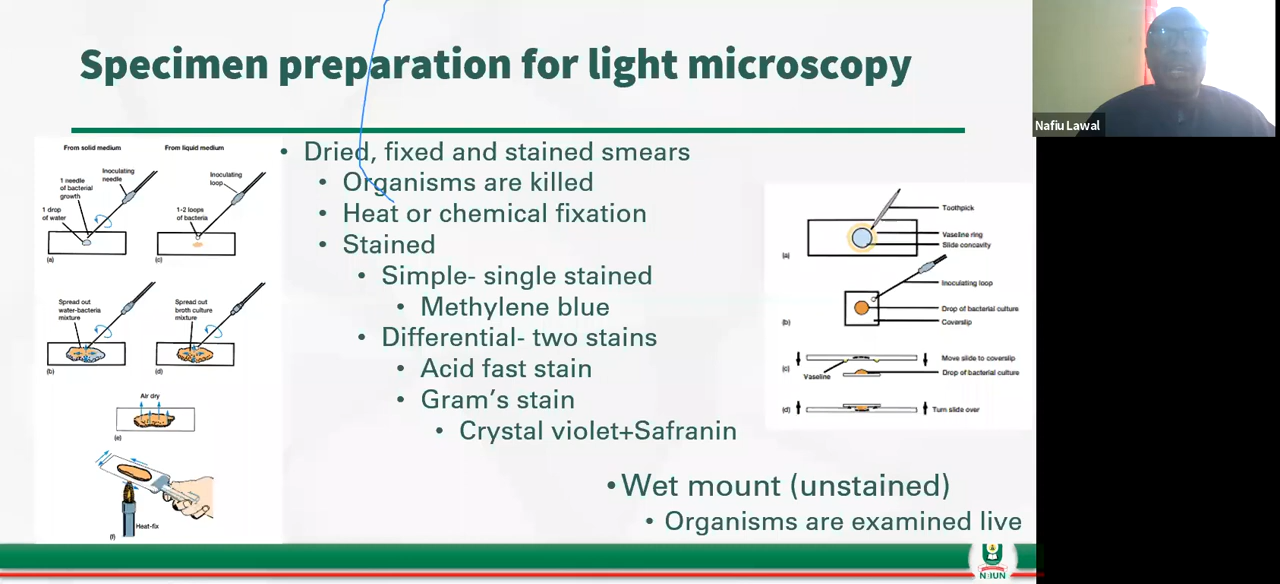 Specimen preparation for light microscopy
Nafiu Lawal
From solid medium
From liquid medium
1 needle
of bacterial
growth
Inoculating
needle
1 drop
of water
(a)
Inoculating
loop
1-2 loops
of bacteria
(c)
Spread out
water-bacteria
mixture
(b)
Spread out
broth culture
mixture
(d)
Air dry
(e)
Heat-fix
(f)
• Dried, fixed and stained smears
• Organisms are killed
• Heat or chemical fixation
• Stained
• Simple- single stained
• Methylene blue
• Differential- two stains
• Acid fast stain
• Gram's stain
• Crystal violet+Safranin
Toothpick
Vaseline ring
Slide concavity
(a)
Inoculating loop
Drop of bacterial culture
Coverslip
(b)
Move slide to coverslip
Drop of bacterial culture
Vaseline
(c)
Turn slide over
(d)
• Wet mount (unstained)
• Organisms are examined live